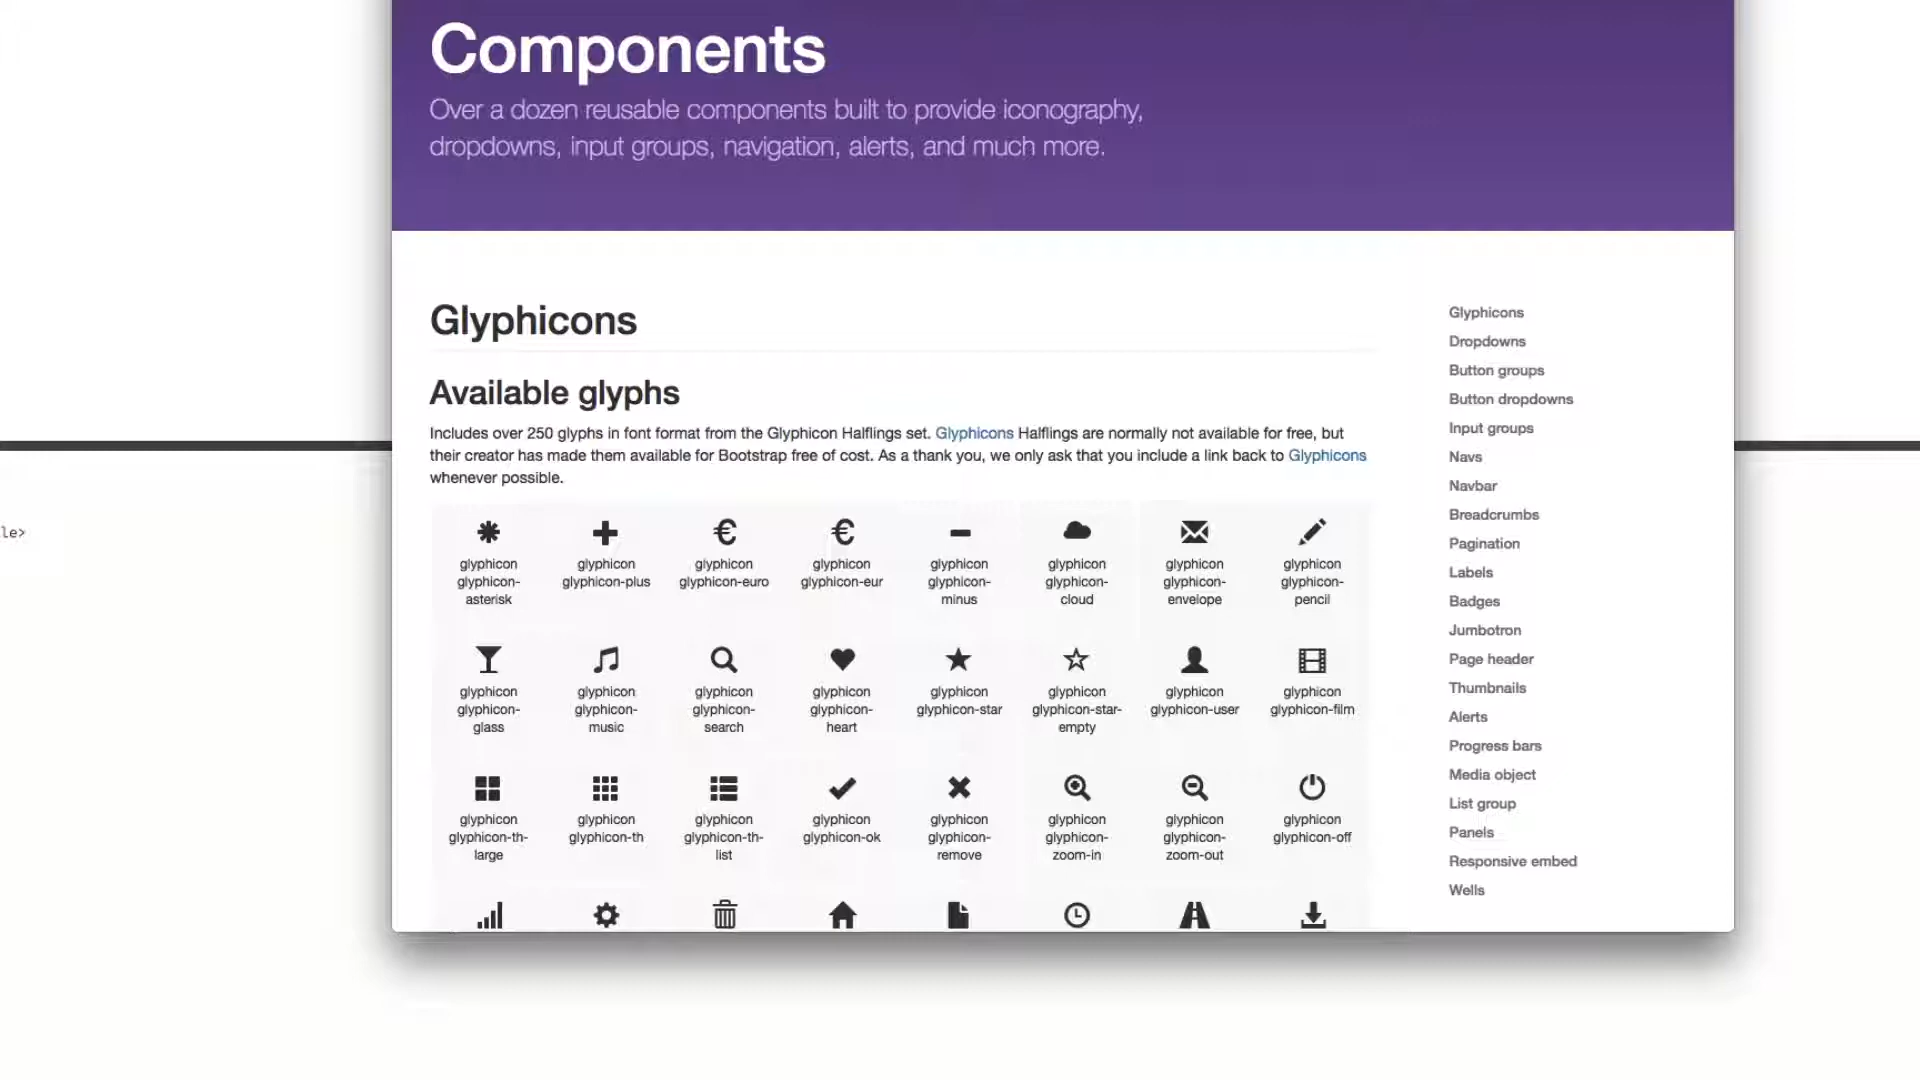 Components
Over a dozen reusable components built to provide iconography,
dropdowns, input groups, navigation, alerts, and much more.
Glyphicons
Available glyphs
Includes over 250 glyphs in font format from the Glyphicon Halflings set. Glyphicons Halflings are normally not available for free, but
their creator has made them available for Bootstrap free of cost. As a thank you, we only ask that you include a link back to Glyphicons
whenever possible.
le>
glyphicon
glyphicon-
asterisk
glyphicon
glyphicon-plus
glyphicon
glyphicon-euro
glyphicon
glyphicon-eur
glyphicon
glyphicon-
minus
glyphicon
glyphicon-
cloud
glyphicon
glyphicon-
envelope
glyphicon
glyphicon-
pencil
glyphicon
glyphicon-
glass
glyphicon
glyphicon-
music
glyphicon
glyphicon-
search
glyphicon
glyphicon-
heart
glyphicon
glyphicon-star
glyphicon
glyphicon-star-
empty
glyphicon
glyphicon-user
glyphicon
glyphicon-film
glyphicon
glyphicon-th-
large
glyphicon
glyphicon-th
glyphicon
glyphicon-th-
list
glyphicon
glyphicon-ok
glyphicon
glyphicon-
remove
glyphicon
glyphicon-
zoom-in
glyphicon
glyphicon-
zoom-out
glyphicon
glyphicon-off
Glyphicons
Dropdowns
Button groups
Button dropdowns
Input groups
Navs
Navbar
Breadcrumbs
Pagination
Labels
Badges
Jumbotron
Page header
Thumbnails
Alerts
Progress bars
Media object
List group
Panels
Responsive embed
Wells